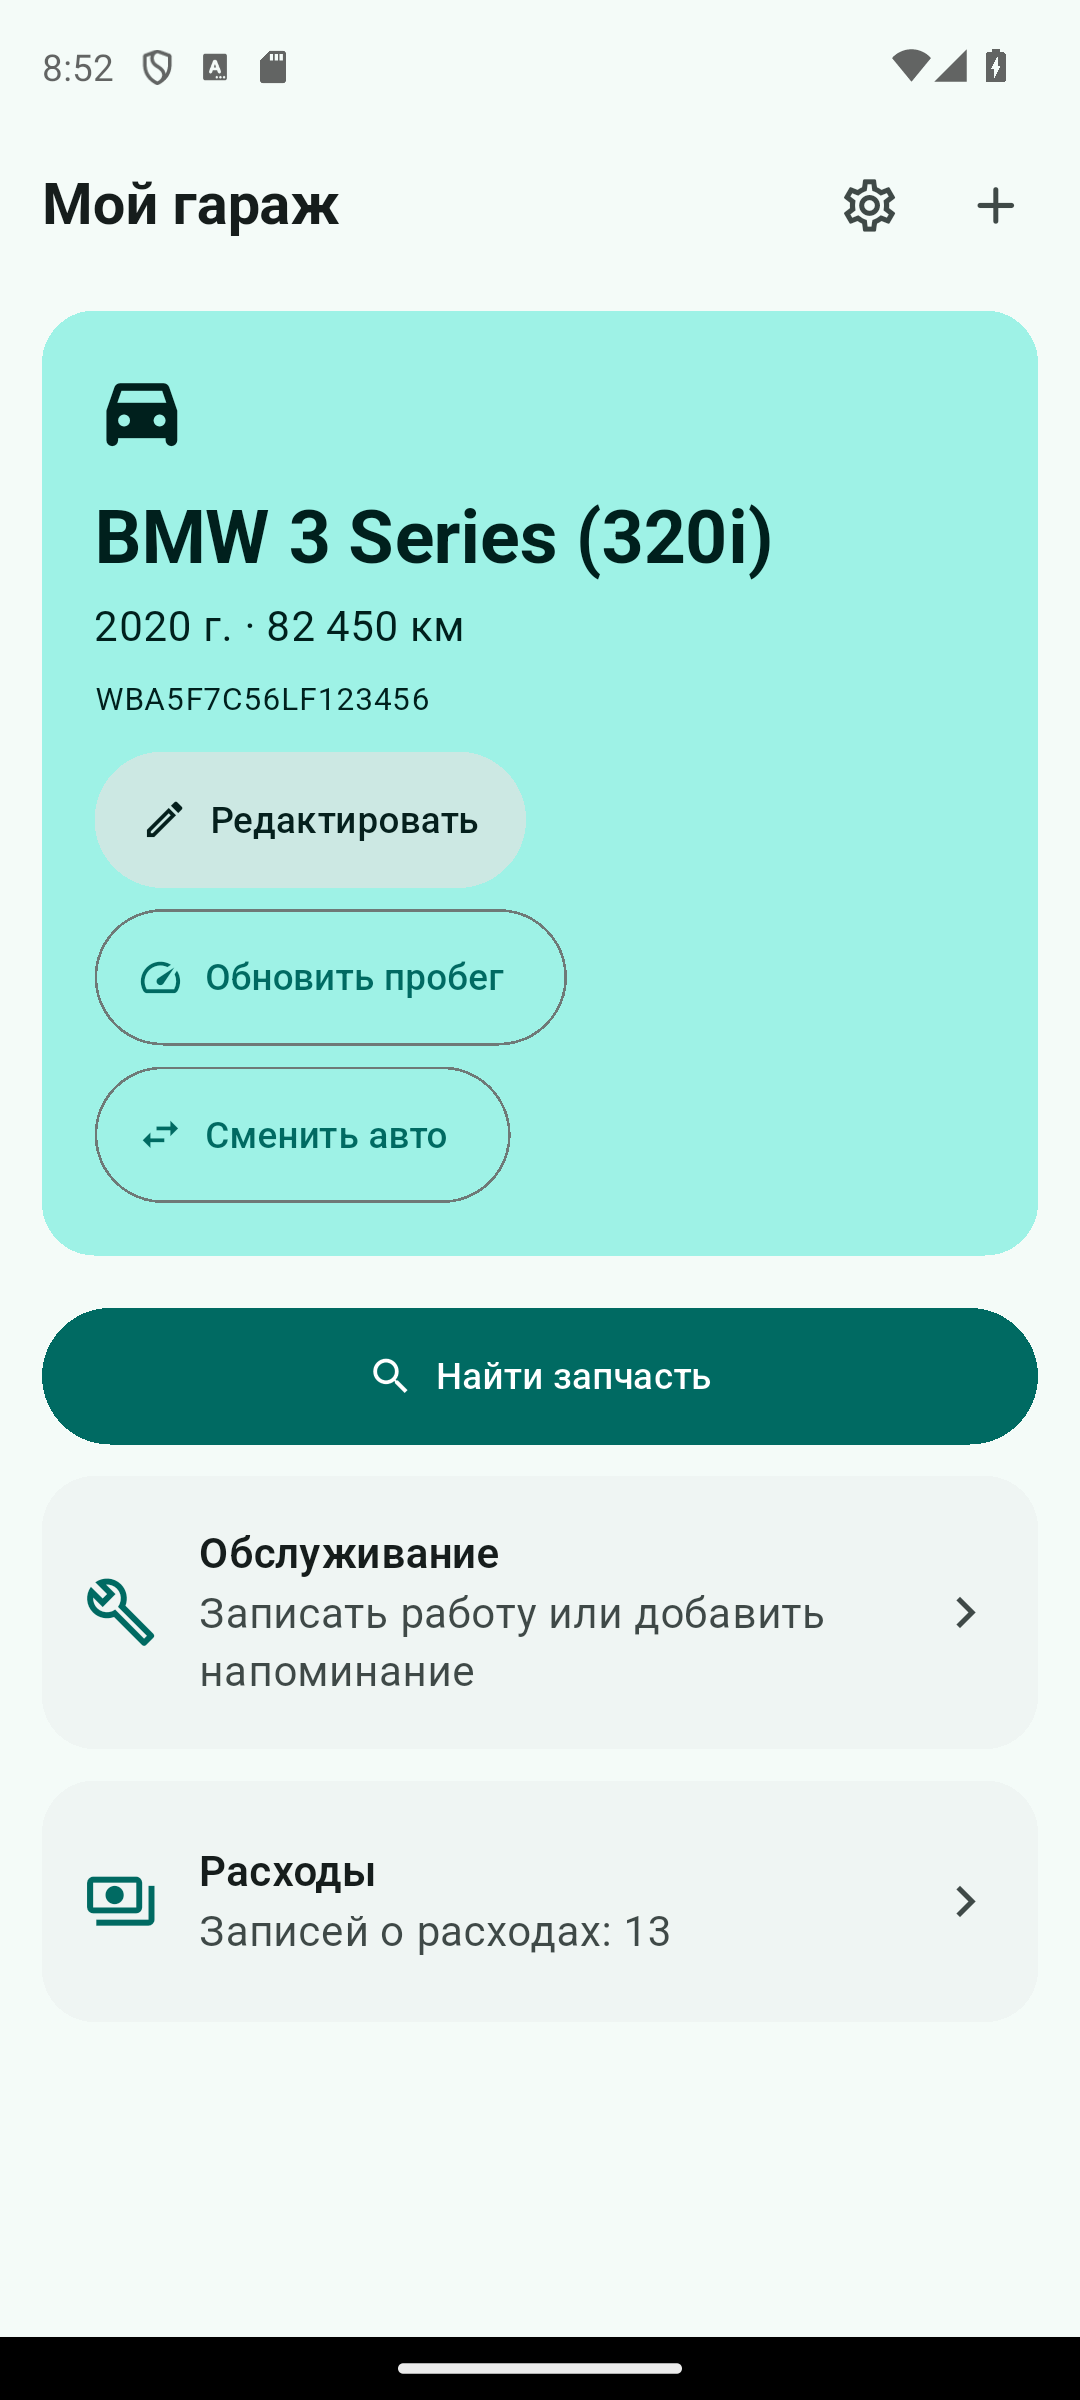 8:52
Мой гараж
BMW 3 Series (320i)
2020 г. · 82 450 км
WBA5F7C56LF123456
Редактировать
Обновить пробег
Сменить авто
Найти запчасть
Обслуживание
Записать работу или добавить
напоминание
Расходы
Записей о расходах: 13